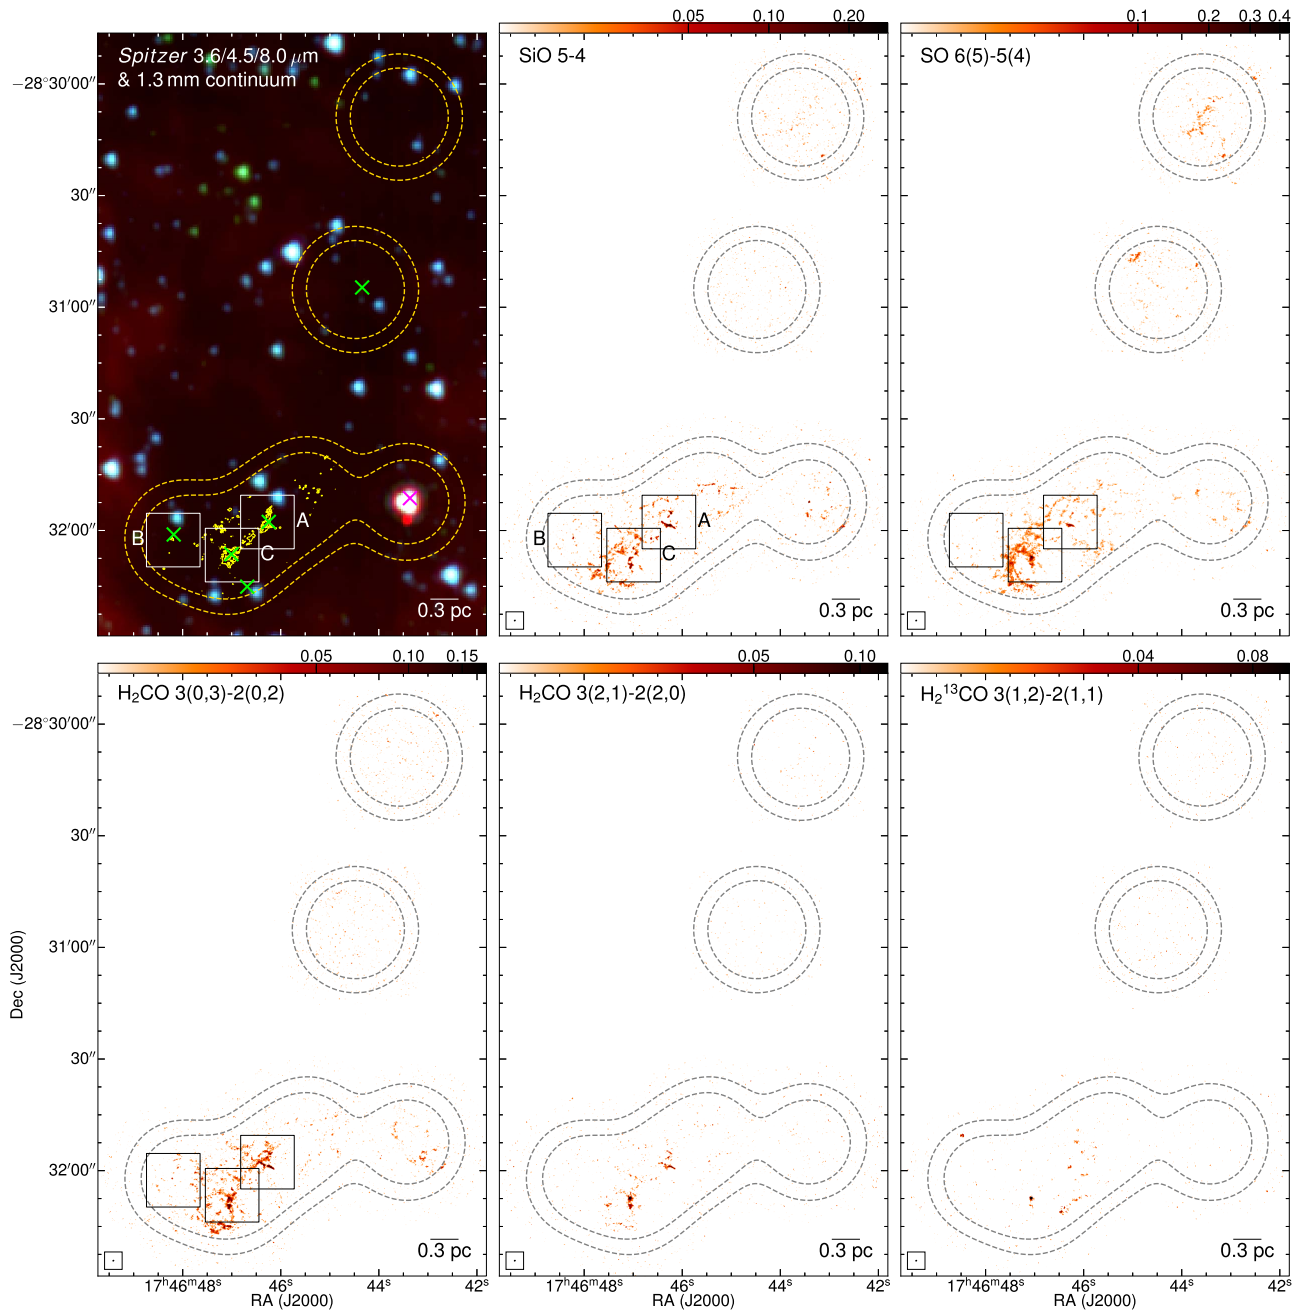 0.05 0.10 0.20
0.1 0.2 0.3 0.4
Spitzer 3.6/4.5/8.0 μm
& 1.3 mm continuum
SiO 5-4
SO 6(5)-5(4)
−28°30′00″
30″
31′00″
30″
32′00″
B
A
C
0.3 pc
B
A
C
0.3 pc
0.3 pc
0.05 0.10 0.15
0.05 0.10
0.04 0.08
H₂CO 3(0,3)-2(0,2)
H₂CO 3(2,1)-2(2,0)
H₂¹³CO 3(1,2)-2(1,1)
−28°30′00″
30″
31′00″
30″
32′00″
Dec (J2000)
0.3 pc
0.3 pc
0.3 pc
17ʰ46ᵐ48ˢ 46ˢ 44ˢ 42ˢ
17ʰ46ᵐ48ˢ 46ˢ 44ˢ 42ˢ
17ʰ46ᵐ48ˢ 46ˢ 44ˢ 42ˢ
RA (J2000)
RA (J2000)
RA (J2000)